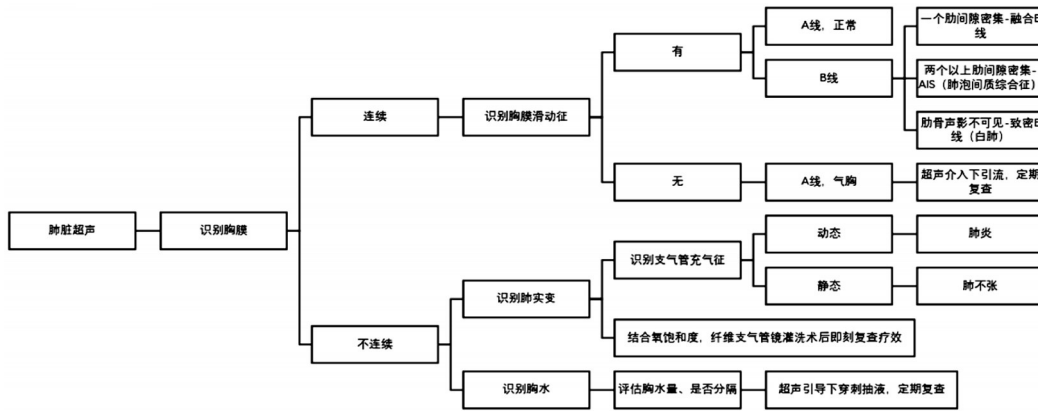 肺脏超声
识别胸膜
连续
识别胸膜滑动征
有
A线，正常
B线
一个肋间隙密集-融合B
线
两个以上肋间隙密集-
AIS（肺泡间质综合征）
肋骨声影不可见-致密B
线（白肺）
无
A线，气胸
超声介入下引流，定期
复查
不连续
识别肺实变
识别支气管充气征
动态
肺炎
静态
肺不张
结合氧饱和度，纤维支气管镜灌洗术后即刻复查疗效
识别胸水
评估胸水量、是否分隔
超声引导下穿刺抽液，定期复查